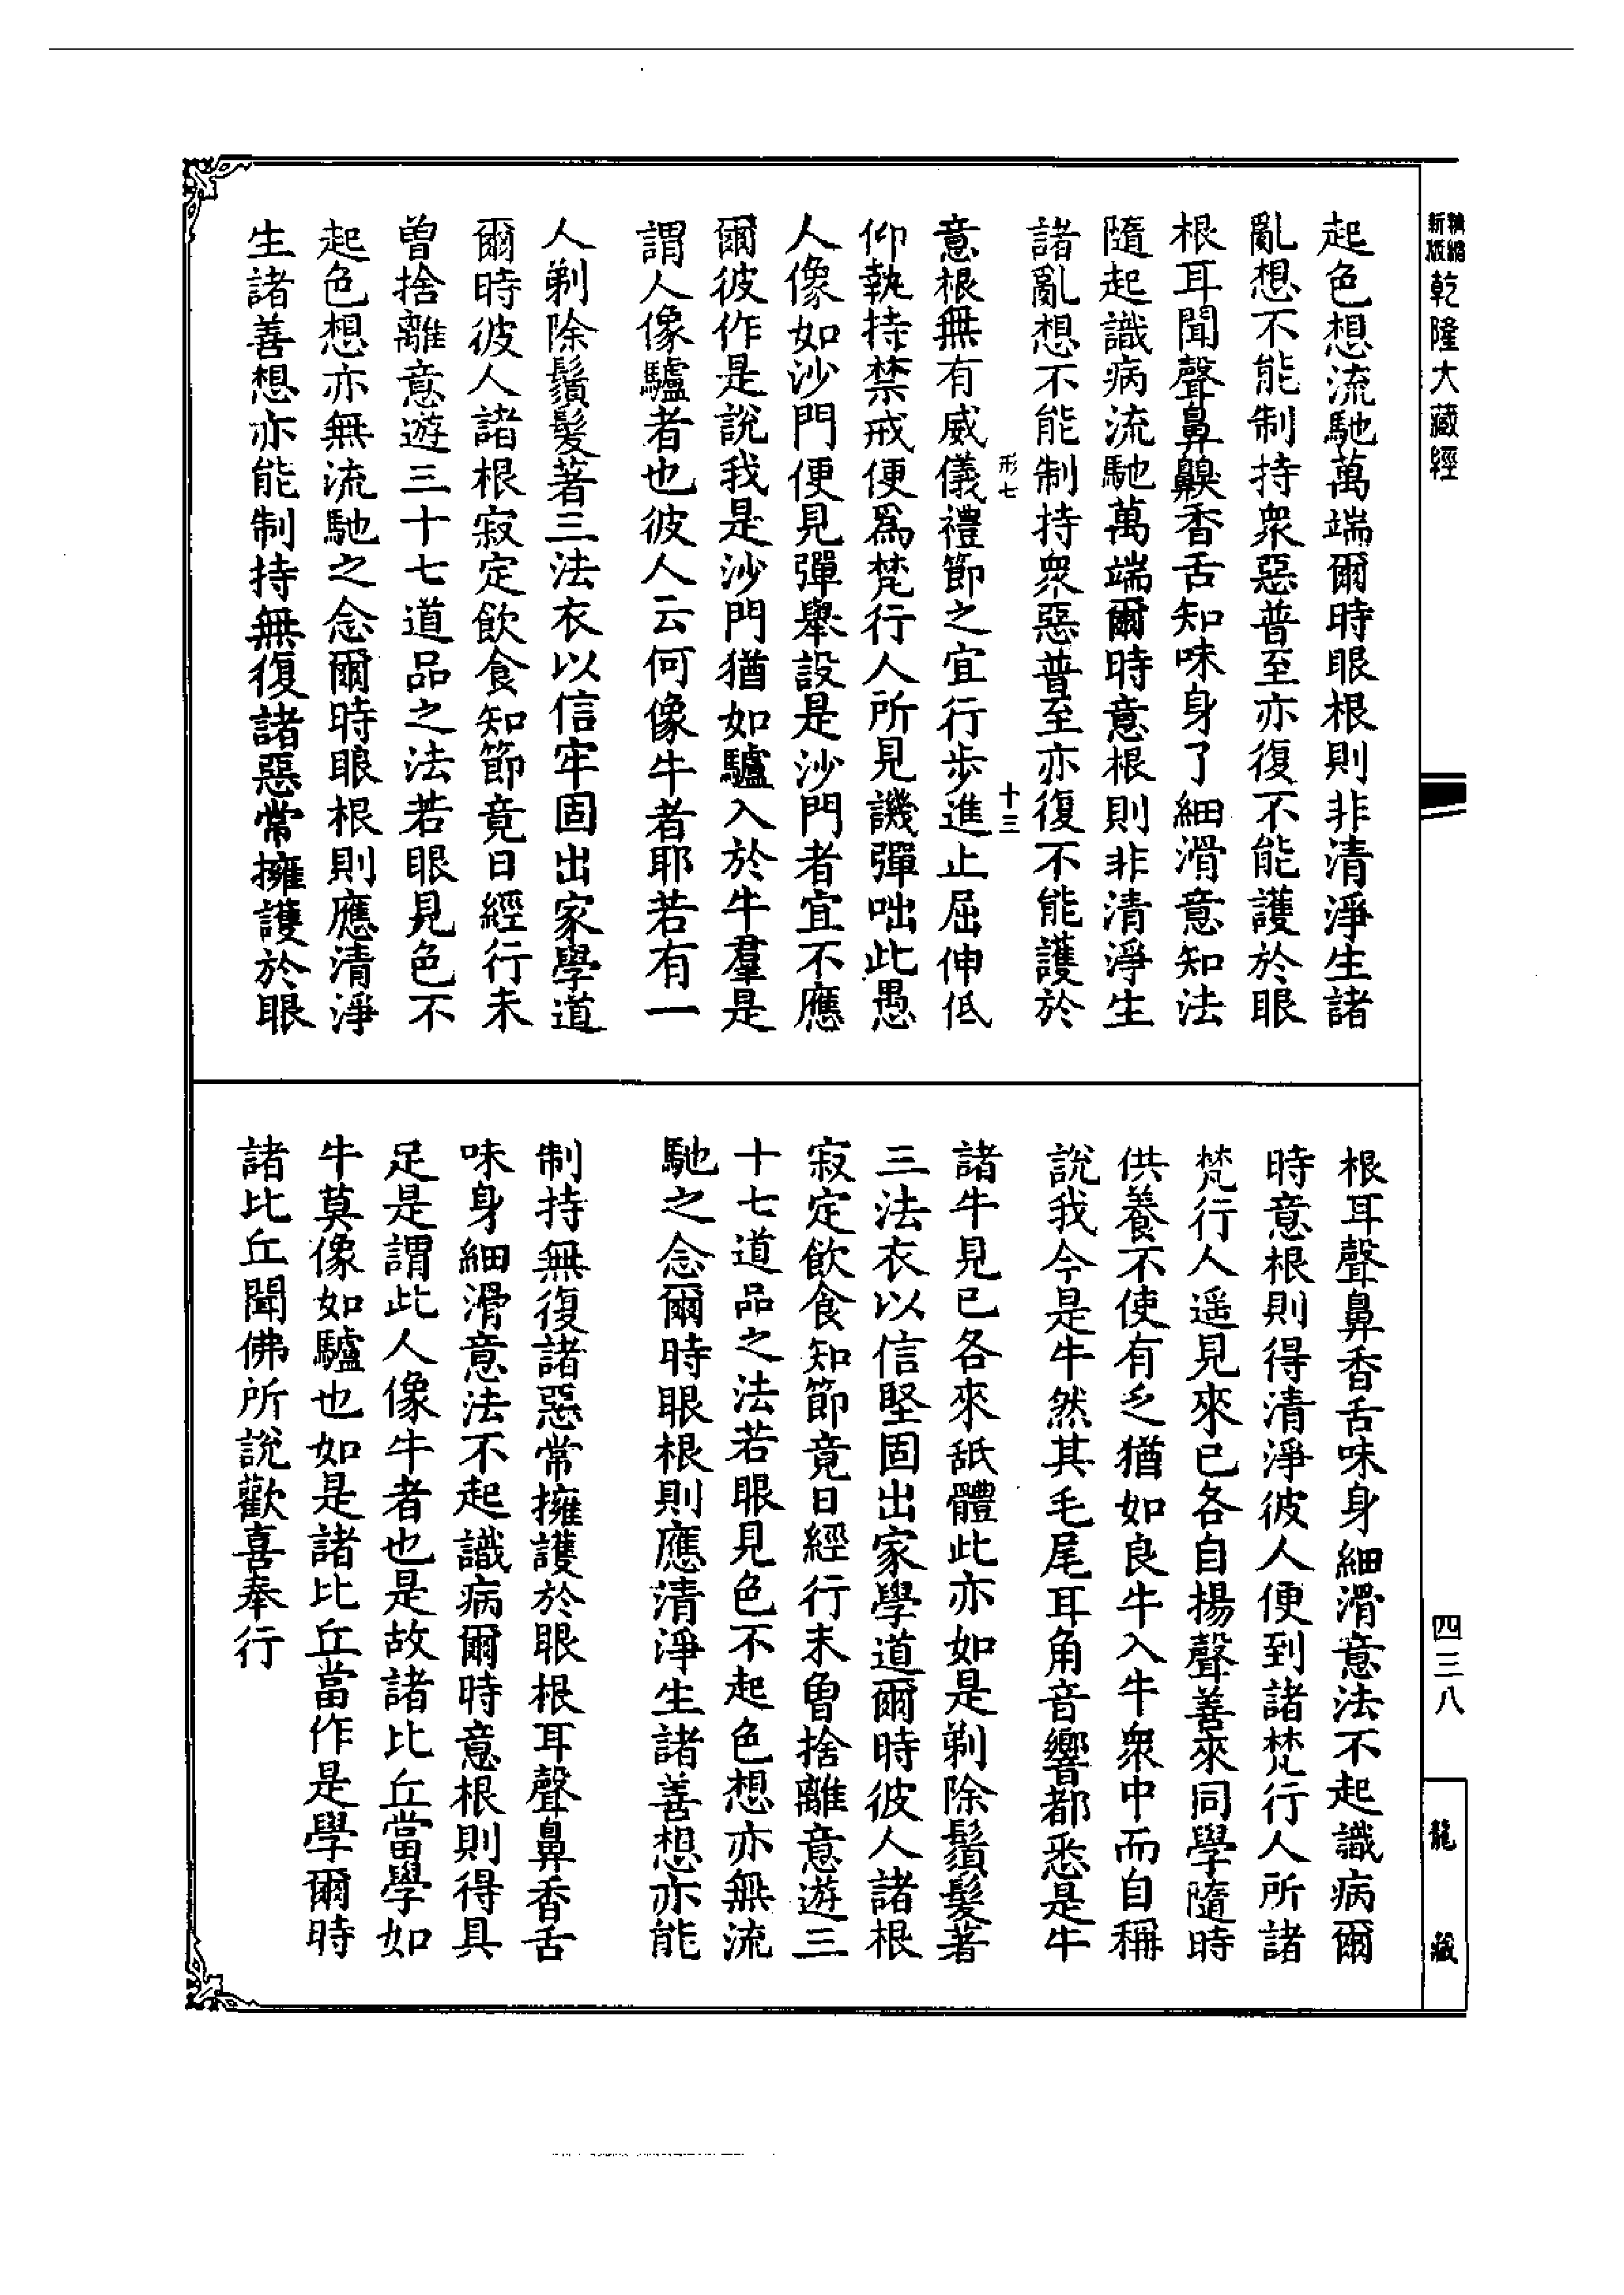 精縮
新版
乾隆大藏經
四三八
龍藏
起色想流馳萬端爾時眼根則非清淨生諸
亂想不能制持衆惡普至亦復不能護於眼
根耳聞聲鼻齅香舌知味身了細滑意知法
隨起識病流馳萬端爾時意根則非清淨生
諸亂想不能制持衆惡普至亦復不能護於
形七 十三
意根無有威儀禮節之宜行步進止屈伸低
仰執持禁戒便爲梵行人所見譏彈咄此愚
人像如沙門便見彈舉設是沙門者宜不應
爾彼作是說我是沙門猶如驢入於牛羣是
謂人像驢者也彼人云何像牛者耶若有一
人剃除鬚髮著三法衣以信牢固出家學道
爾時彼人諸根寂定飲食知節竟日經行未
曾捨離意遊三十七道品之法若眼見色不
起色想亦無流馳之念爾時眼根則應清淨
生諸善想亦能制持無復諸惡常擁護於眼
根耳聲鼻香舌味身細滑意法不起識病爾
時意根則得清淨彼人便到諸梵行人所諸
梵行人遥見來已各自揚聲善來同學隨時
供養不使有乏猶如良牛入牛衆中而自稱
說我今是牛然其毛尾耳角音響都悉是牛
諸牛見已各來舐體此亦如是剃除鬚髮著
三法衣以信堅固出家學道爾時彼人諸根
寂定飲食知節竟日經行未曾捨離意遊三
十七道品之法若眼見色不起色想亦無流
馳之念爾時眼根則應清淨生諸善想亦能
制持無復諸惡常擁護於眼根耳聲鼻香舌
味身細滑意法不起識病爾時意根則得具
足是謂此人像牛者也是故諸比丘當學如
牛莫像如驢也如是諸比丘當作是學爾時
諸比丘聞佛所說歡喜奉行